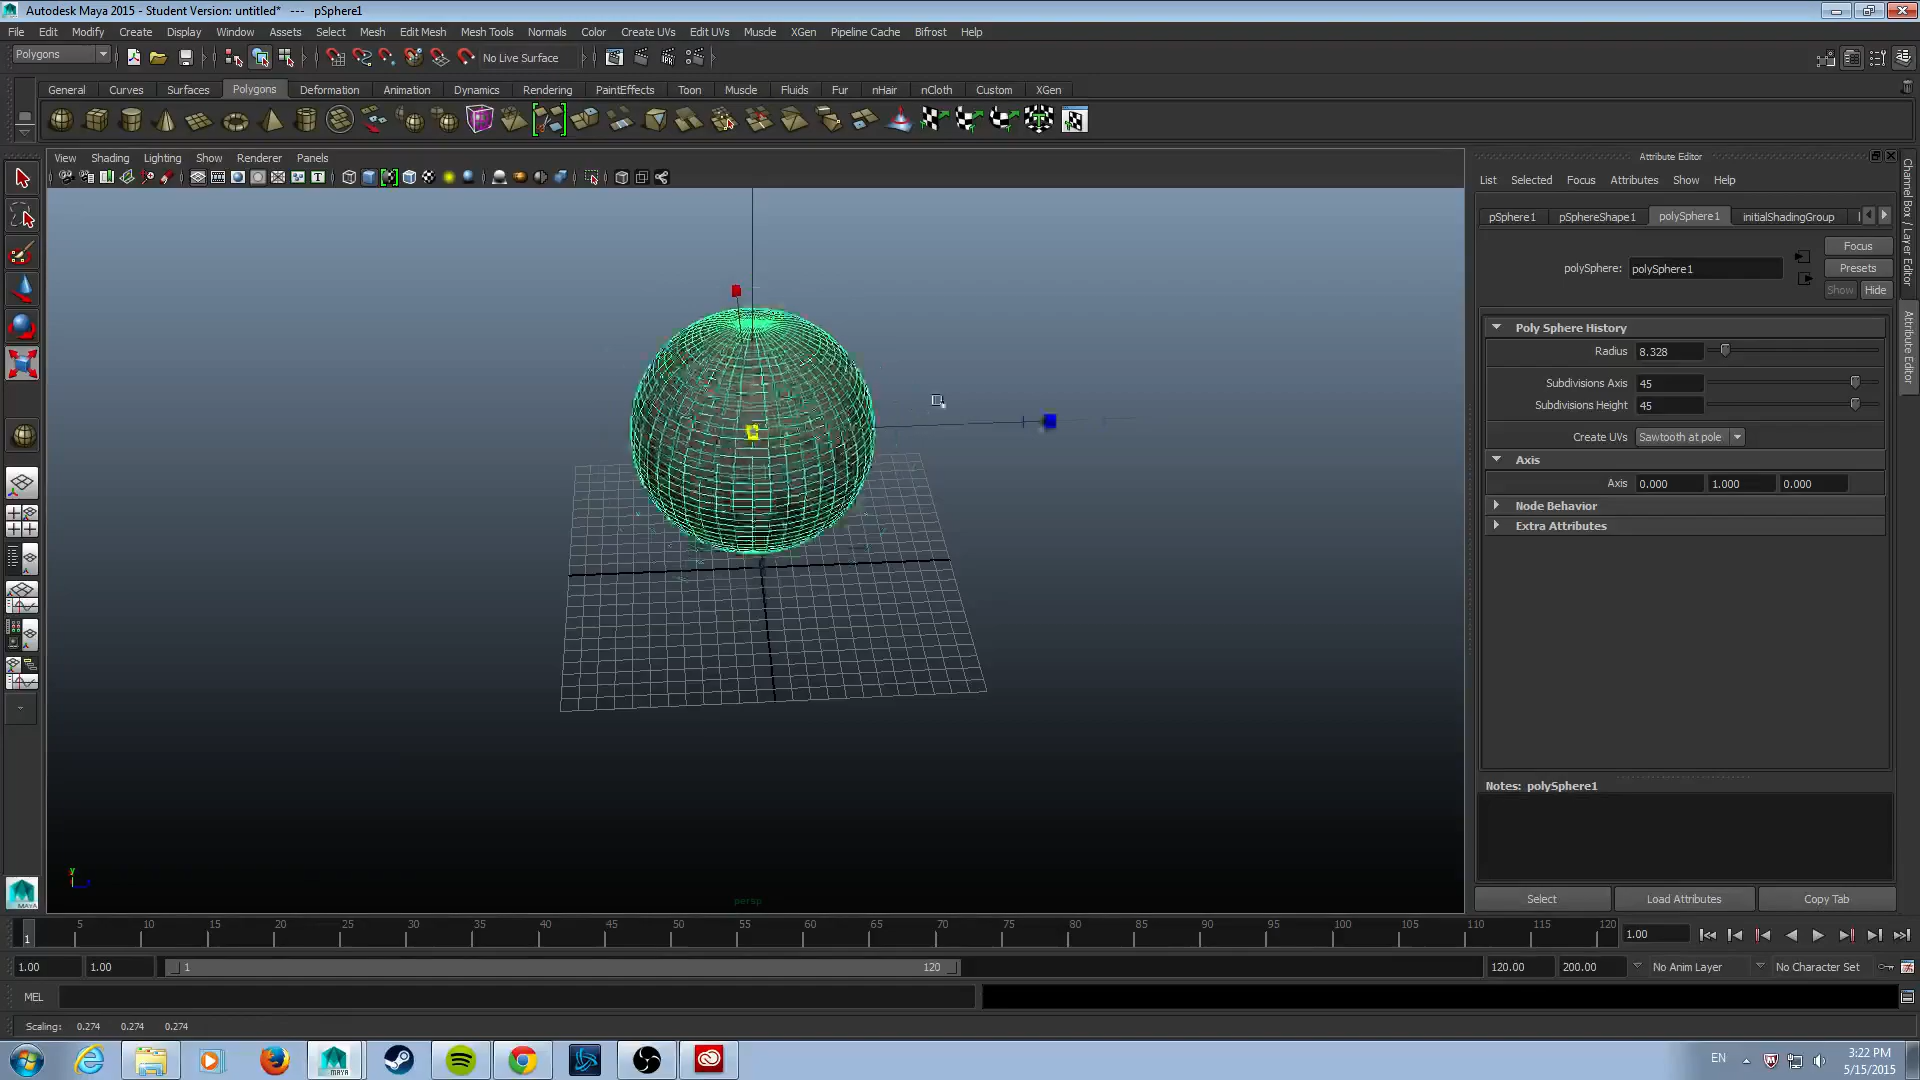 Autodesk Maya 2015 - Student Version: untitled*   ---   pSphere1
File Edit Modify Create Display Window Assets Select Mesh Edit Mesh Mesh Tools Normals Color Create UVs Edit UVs Muscle XGen Pipeline Cache Bifrost Help
Polygons No Live Surface
General Curves Surfaces Polygons Deformation Animation Dynamics Rendering PaintEffects Toon Muscle Fluids Fur nHair nCloth Custom XGen
View Shading Lighting Show Renderer Panels
Attribute Editor
List Selected Focus Attributes Show Help
pSphere1 pSphereShape1 polySphere1 initialShadingGroup
Focus
polySphere: polySphere1
Presets
Show Hide
Poly Sphere History
Radius 8.328
Subdivisions Axis 45
Subdivisions Height 45
Create UVs Sawtooth at pole
Axis
Axis 0.000 1.000 0.000
Node Behavior
Extra Attributes
Channel Box / Layer Editor
Attribute Editor
Notes: polySphere1
Select Load Attributes Copy Tab
y
persp
MAYA
1 5 10 15 20 25 30 35 40 45 50 55 60 65 70 75 80 85 90 95 100 105 110 115 120 1.00
1.00 1.00 1 120 120.00 200.00 No Anim Layer No Character Set
MEL
Scaling: 0.274 0.274 0.274
MAYA EN 3:22 PM
5/15/2015